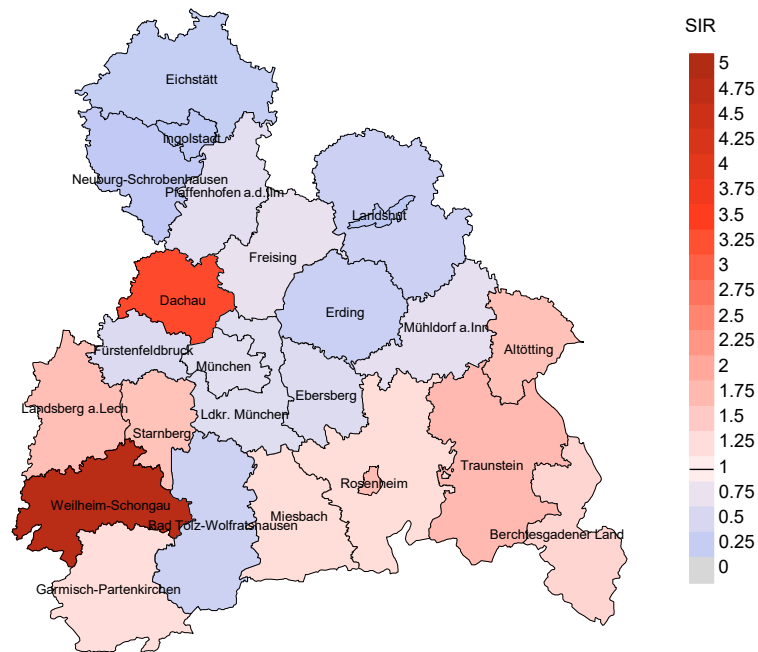 SIR
5
4.75
4.5
4.25
4
3.75
3.5
3.25
3
2.75
2.5
2.25
2
1.75
1.5
1.25
1
0.75
0.5
0.25
0
Eichstätt
Ingolstadt
Neuburg-Schrobenhausen
Pfaffenhofen a.d.Ilm
Landshut
Freising
Dachau
Erding
Mühldorf a.Inn
Altötting
Fürstenfeldbruck
München
Ebersberg
Landsberg a.Lech
Ldkr. München
Starnberg
Traunstein
Rosenheim
Weilheim-Schongau
Miesbach
Bad Tölz-Wolfratshausen
Berchtesgadener Land
Garmisch-Partenkirchen